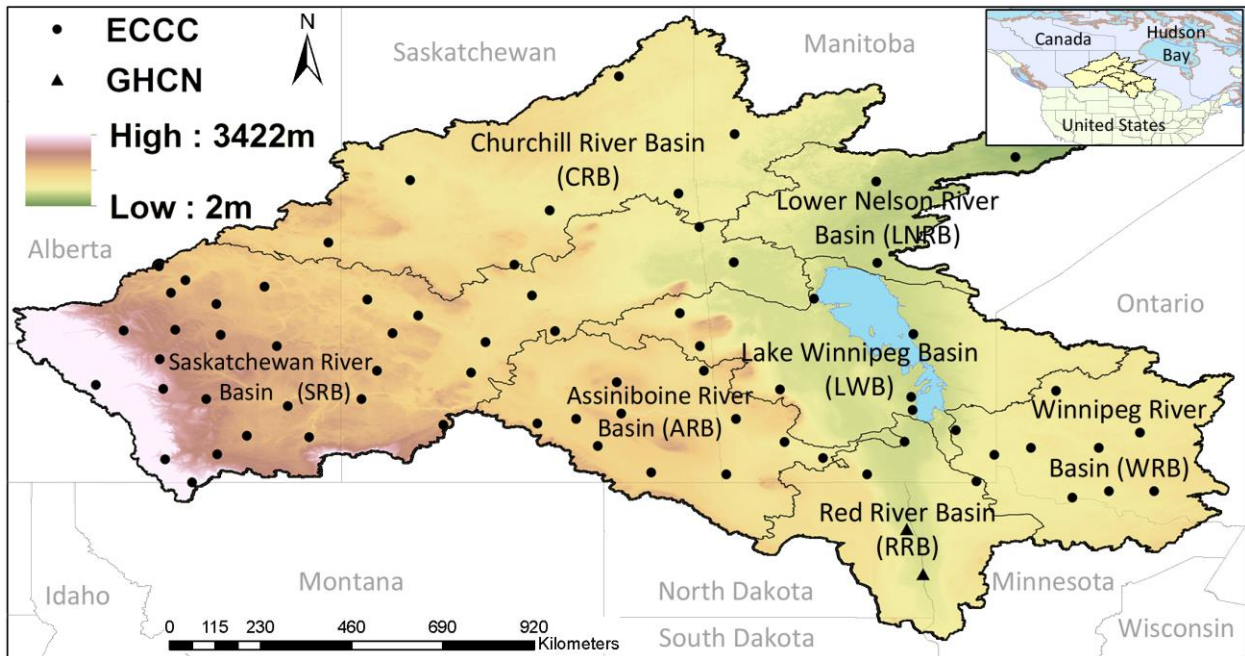 ECCC
GHCN
High : 3422m
Low : 2m
N
Saskatchewan
Manitoba
Canada
Hudson
Bay
United States
Churchill River Basin
(CRB)
Lower Nelson River
Basin (LNRB)
Alberta
Ontario
Saskatchewan River
Basin (SRB)
Lake Winnipeg Basin
(LWB)
Assiniboine River
Basin (ARB)
Winnipeg River
Basin (WRB)
Red River Basin
(RRB)
Idaho
Montana
North Dakota
South Dakota
Minnesota
Wisconsin
0 115 230 460 690 920
Kilometers